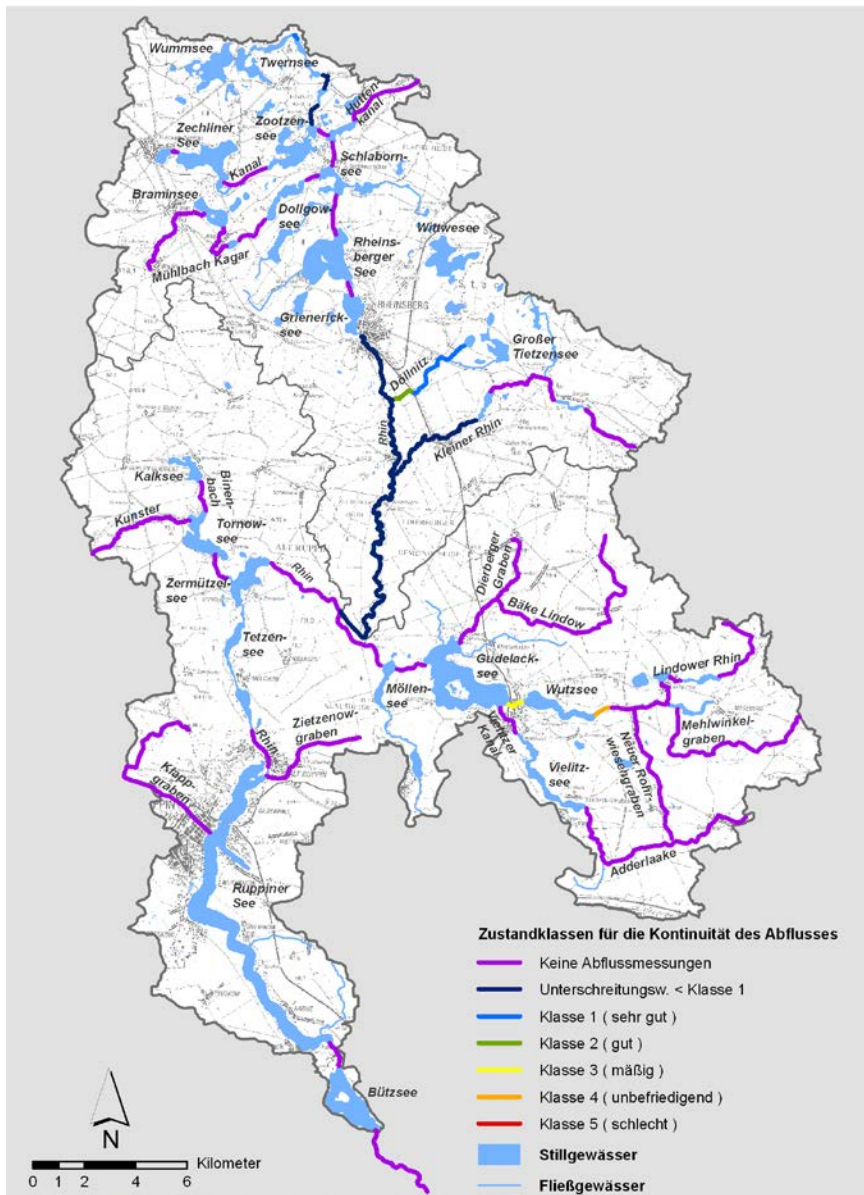 Wummsee
Twernsee
Hütten-
kanal
Zootzen-
see
Zechliner
See
Kanal
Schlaborn-
see
Braminsee
Dollgow-
see
Wittwesee
Mühlbach Kagar
Rheins-
berger
See
RHEINSBERG
Grienerick-
see
Großer
Tietzensee
Döllnitz
Rhin
Kleiner Rhin
Kalksee
Binen-
bach
Kunster
Tornow-
see
Rhin
Dierberger
Graben
Zermützel-
see
Bäke Lindow
Tetzen-
see
Gudelack-
see
Lindower Rhin
Wutzsee
Möllen-
see
Mehlwinkel-
graben
Vielitzer
Kanal
Rhin
Zietzenow-
graben
Neuer Rohr-
wiesengraben
Vielitz-
see
Klapp-
graben
Adderlaake
Ruppiner
See
Bützsee
Zustandklassen für die Kontinuität des Abflusses
Keine Abflussmessungen
Unterschreitungsw. < Klasse 1
Klasse 1 ( sehr gut )
Klasse 2 ( gut )
Klasse 3 ( mäßig )
Klasse 4 ( unbefriedigend )
Klasse 5 ( schlecht )
Stillgewässer
Fließgewässer
N
Kilometer
0 1 2 4 6